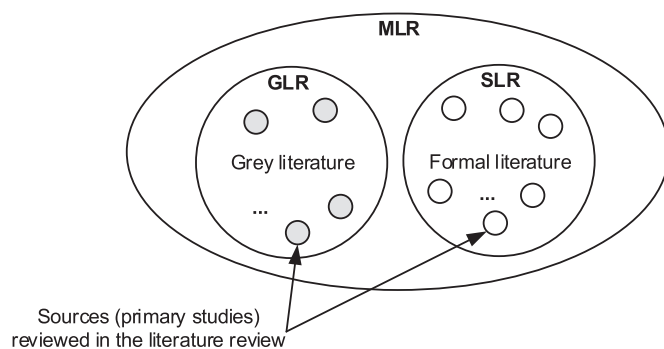 MLR
GLR
SLR
Grey literature
Formal literature
...
...
Sources (primary studies)
reviewed in the literature review